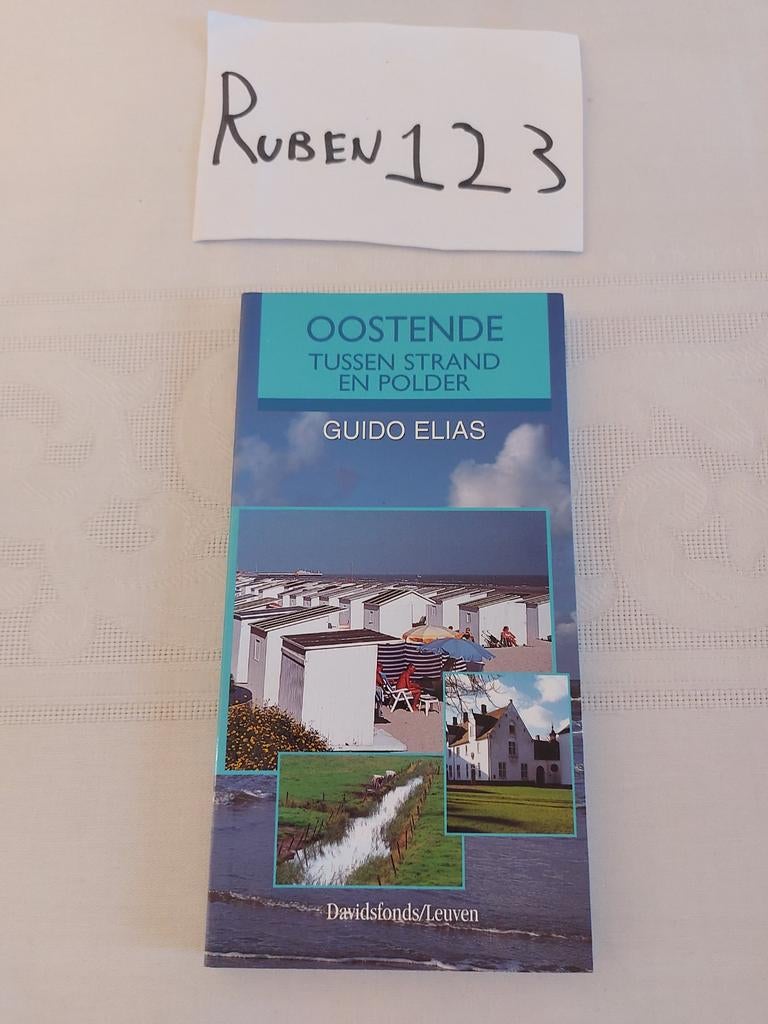 RUBEN 123
OOSTENDE
TUSSEN STRAND
EN POLDER
GUIDO ELIAS
Davidsfonds/Leuven